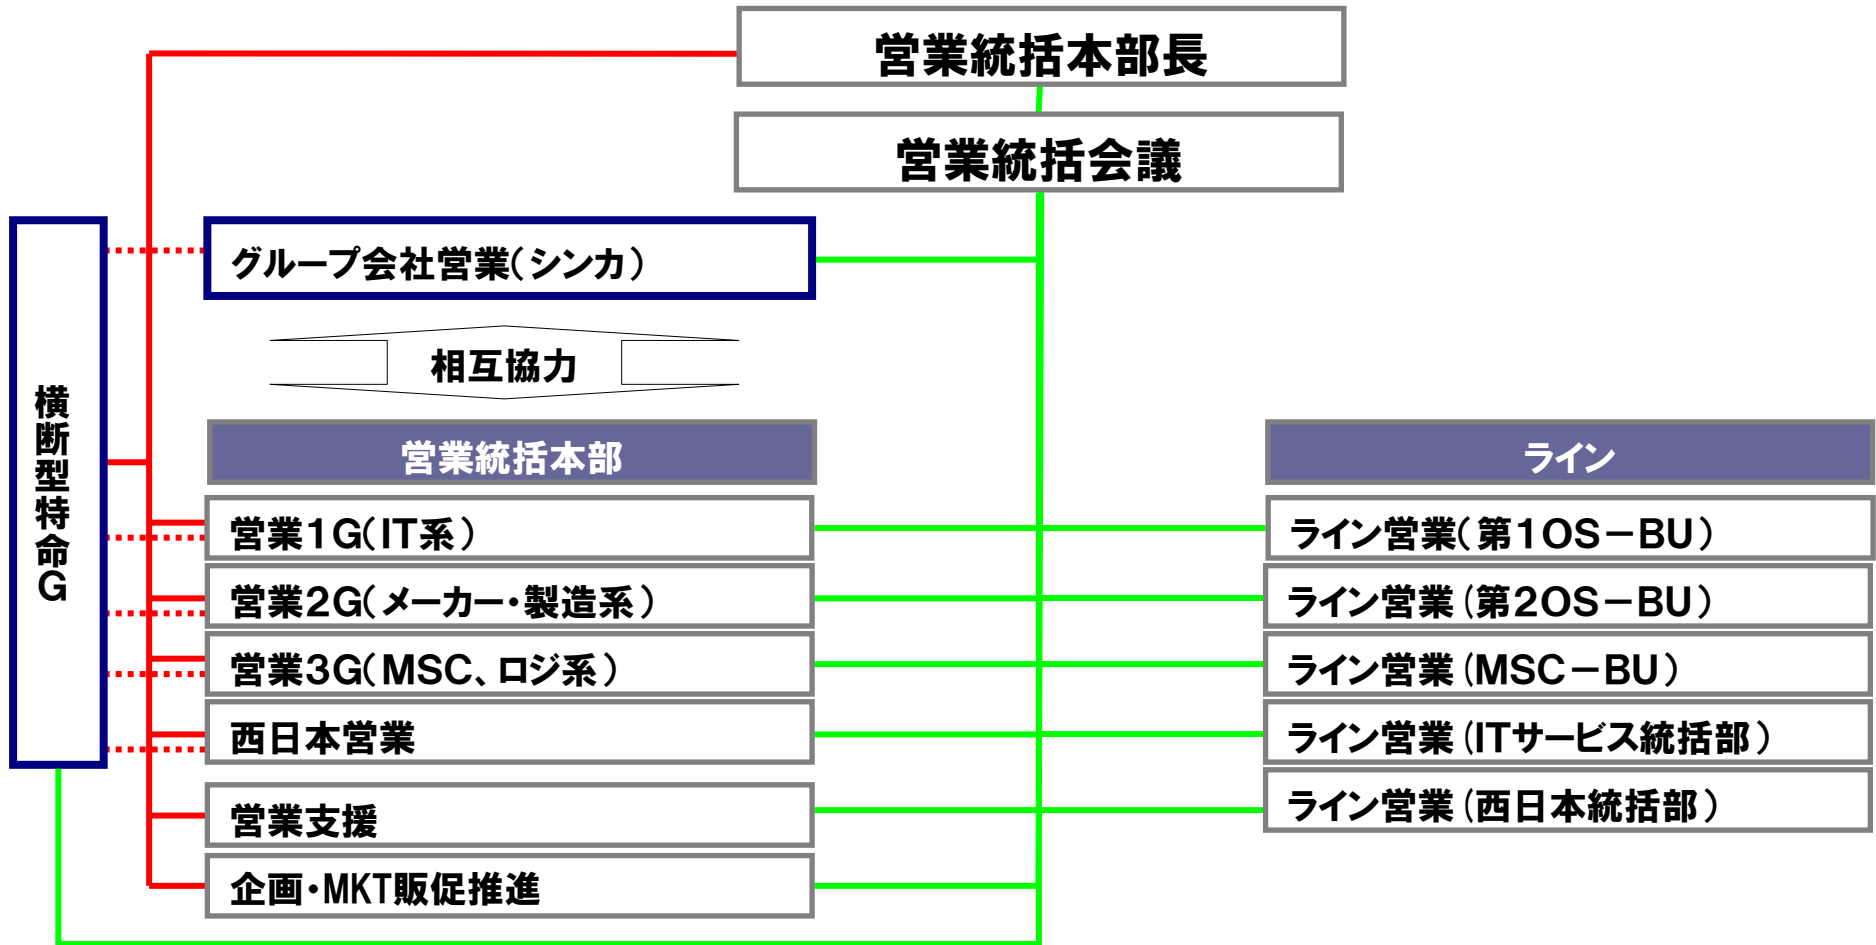 営業統括本部長
営業統括会議
グループ会社営業(シンカ)
相互協力
横断型特命G
営業統括本部
営業1G(IT系)
営業2G(メーカー・製造系)
営業3G(MSC、ロジ系)
西日本営業
営業支援
企画・MKT販促推進
ライン
ライン営業(第1OS-BU)
ライン営業(第2OS-BU)
ライン営業(MSC-BU)
ライン営業(ITサービス統括部)
ライン営業(西日本統括部)